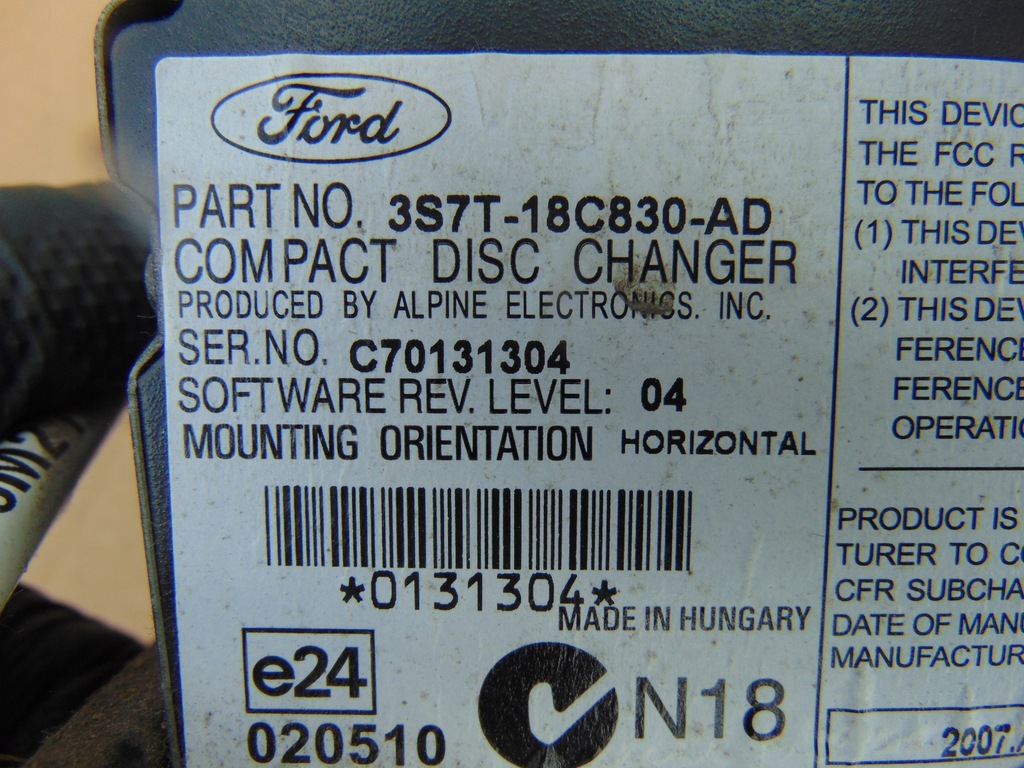 Ford
PART NO. 3S7T-18C830-AD
COMPACT DISC CHANGER
PRODUCED BY ALPINE ELECTRONICS. INC.
SER.NO. C70131304
SOFTWARE REV. LEVEL: 04
MOUNTING ORIENTATION HORIZONTAL
*0131304*
MADE IN HUNGARY
e24
020510
N18
THIS DEVIC
THE FCC R
TO THE FOL
(1) THIS DEV
INTERFE
(2) THIS DEV
FERENCE
FERENCE
OPERATIO
PRODUCT IS
TURER TO CO
CFR SUBCHA
DATE OF MANU
MANUFACTUR
2007.